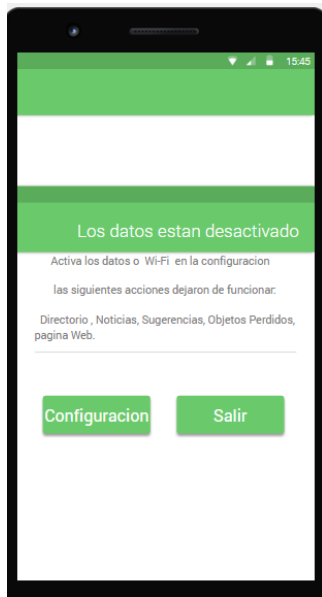 15:45
Los datos estan desactivado
Activa los datos o Wi-Fi en la configuracion
las siguientes acciones dejaron de funcionar:
Directorio , Noticias, Sugerencias, Objetos Perdidos,
pagina Web.
Configuracion
Salir